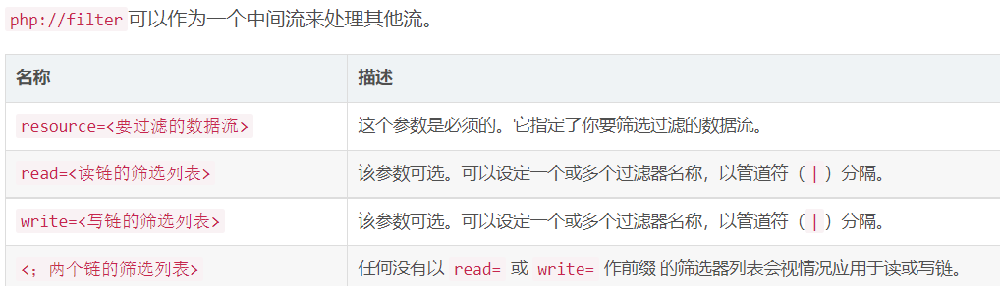 php://filter可以作为一个中间流来处理其他流。
名称 描述
resource=<要过滤的数据流> 这个参数是必须的。它指定了你要筛选过滤的数据流。
read=<读链的筛选列表> 该参数可选。可以设定一个或多个过滤器名称，以管道符（|）分隔。
write=<写链的筛选列表> 该参数可选。可以设定一个或多个过滤器名称，以管道符（|）分隔。
<；两个链的筛选列表> 任何没有以 read= 或 write= 作前缀 的筛选器列表会视情况应用于读或写链。